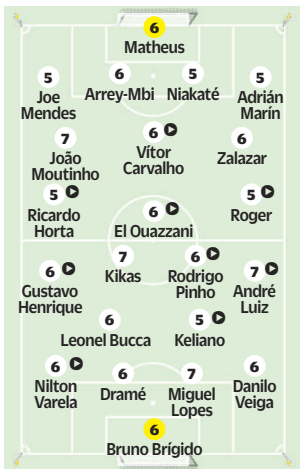 6
Matheus
5 6 5 5
Joe
Mendes
Arrey-Mbi Niakaté
Adrián
Marín
7 6 6
João
Moutinho
Vítor
Carvalho
Zalazar
5 6 5
Ricardo
Horta
El Ouazzani
Roger
6 7 6 7
Gustavo
Henrique
Kikas
Rodrigo
Pinho
André
Luiz
6 5
Leonel Bucca Keliano
6 6 7 6
Nilton
Varela
Dramé
Miguel
Lopes
Danilo
Veiga
6
Bruno Brígido